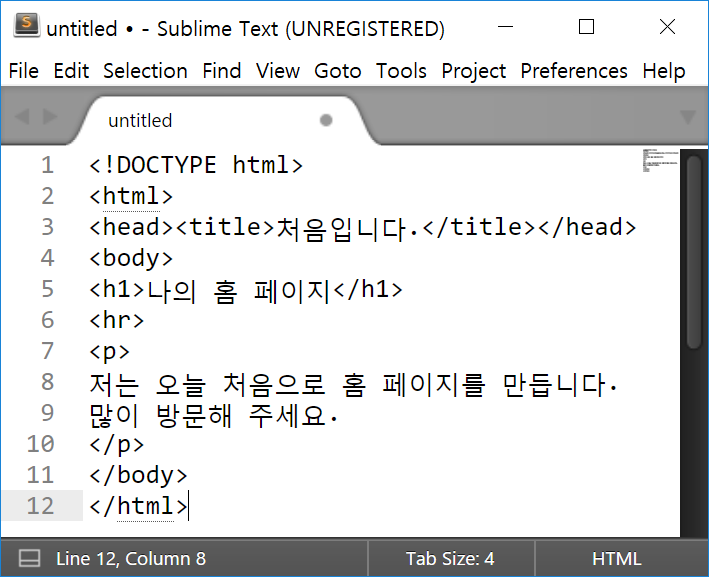 untitled • - Sublime Text (UNREGISTERED)
File Edit Selection Find View Goto Tools Project Preferences Help
untitled
1 <!DOCTYPE html>
2 <html>
3 <head><title>처음입니다.</title></head>
4 <body>
5 <h1>나의 홈 페이지</h1>
6 <hr>
7 <p>
8 저는 오늘 처음으로 홈 페이지를 만듭니다.
9 많이 방문해 주세요.
10 </p>
11 </body>
12 </html>
Line 12, Column 8 Tab Size: 4 HTML